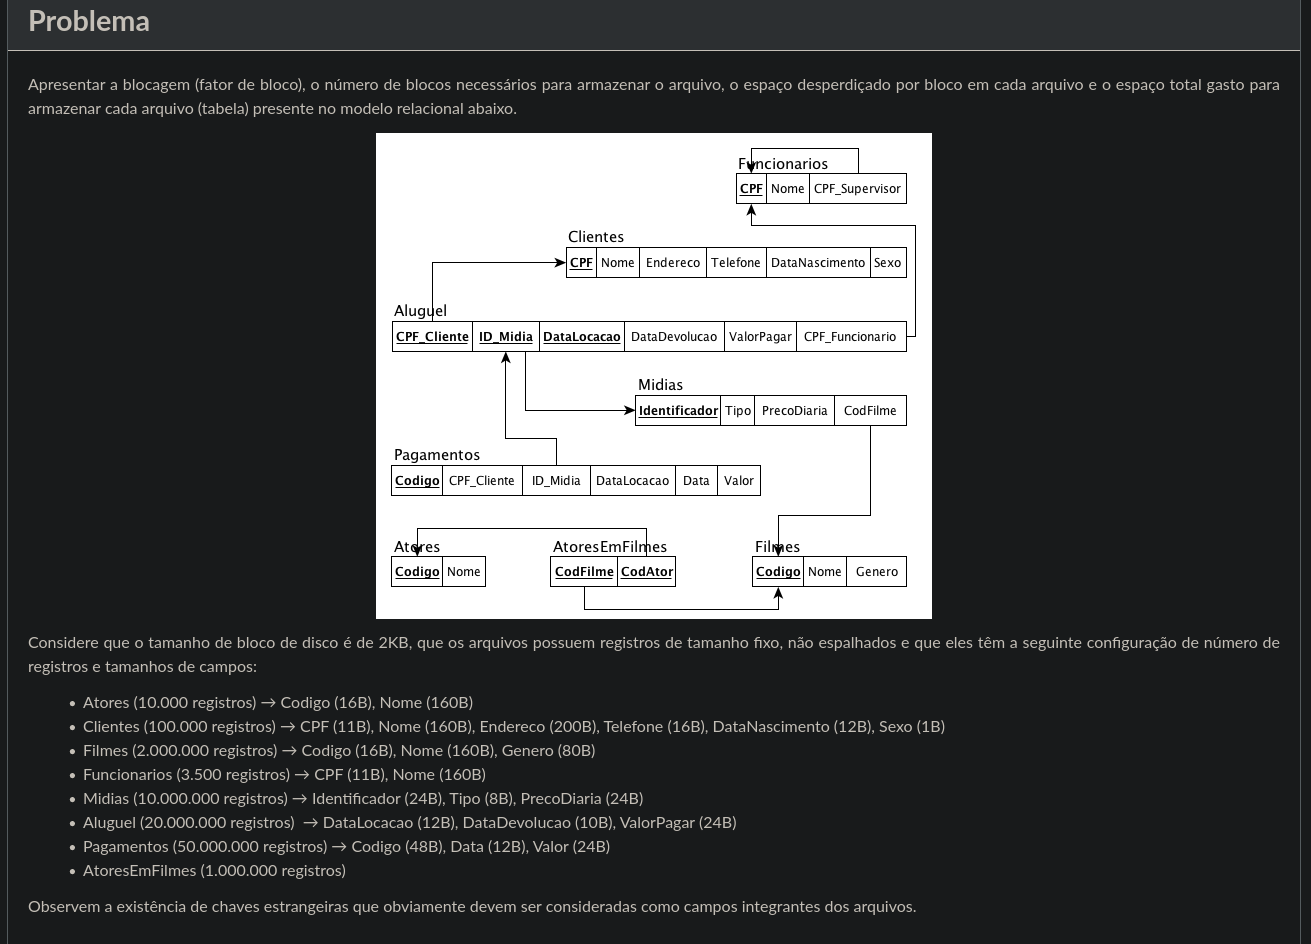 Problema
Apresentar a blocagem (fator de bloco), o número de blocos necessários para armazenar o arquivo, o espaço desperdiçado por bloco em cada arquivo e o espaço total gasto para
armazenar cada arquivo (tabela) presente no modelo relacional abaixo.
Funcionarios
CPF Nome CPF_Supervisor
Clientes
CPF Nome Endereco Telefone DataNascimento Sexo
Aluguel
CPF_Cliente ID_Midia DataLocacao DataDevolucao ValorPagar CPF_Funcionario
Midias
Identificador Tipo PrecoDiaria CodFilme
Pagamentos
Codigo CPF_Cliente ID_Midia DataLocacao Data Valor
Atores AtoresEmFilmes Filmes
Codigo Nome CodFilme CodAtor Codigo Nome Genero
Considere que o tamanho de bloco de disco é de 2KB, que os arquivos possuem registros de tamanho fixo, não espalhados e que eles têm a seguinte configuração de número de
registros e tamanhos de campos:
• Atores (10.000 registros) → Codigo (16B), Nome (160B)
• Clientes (100.000 registros) → CPF (11B), Nome (160B), Endereco (200B), Telefone (16B), DataNascimento (12B), Sexo (1B)
• Filmes (2.000.000 registros) → Codigo (16B), Nome (160B), Genero (80B)
• Funcionarios (3.500 registros) → CPF (11B), Nome (160B)
• Midias (10.000.000 registros) → Identificador (24B), Tipo (8B), PrecoDiaria (24B)
• Aluguel (20.000.000 registros) → DataLocacao (12B), DataDevolucao (10B), ValorPagar (24B)
• Pagamentos (50.000.000 registros) → Codigo (48B), Data (12B), Valor (24B)
• AtoresEmFilmes (1.000.000 registros)
Observem a existência de chaves estrangeiras que obviamente devem ser consideradas como campos integrantes dos arquivos.